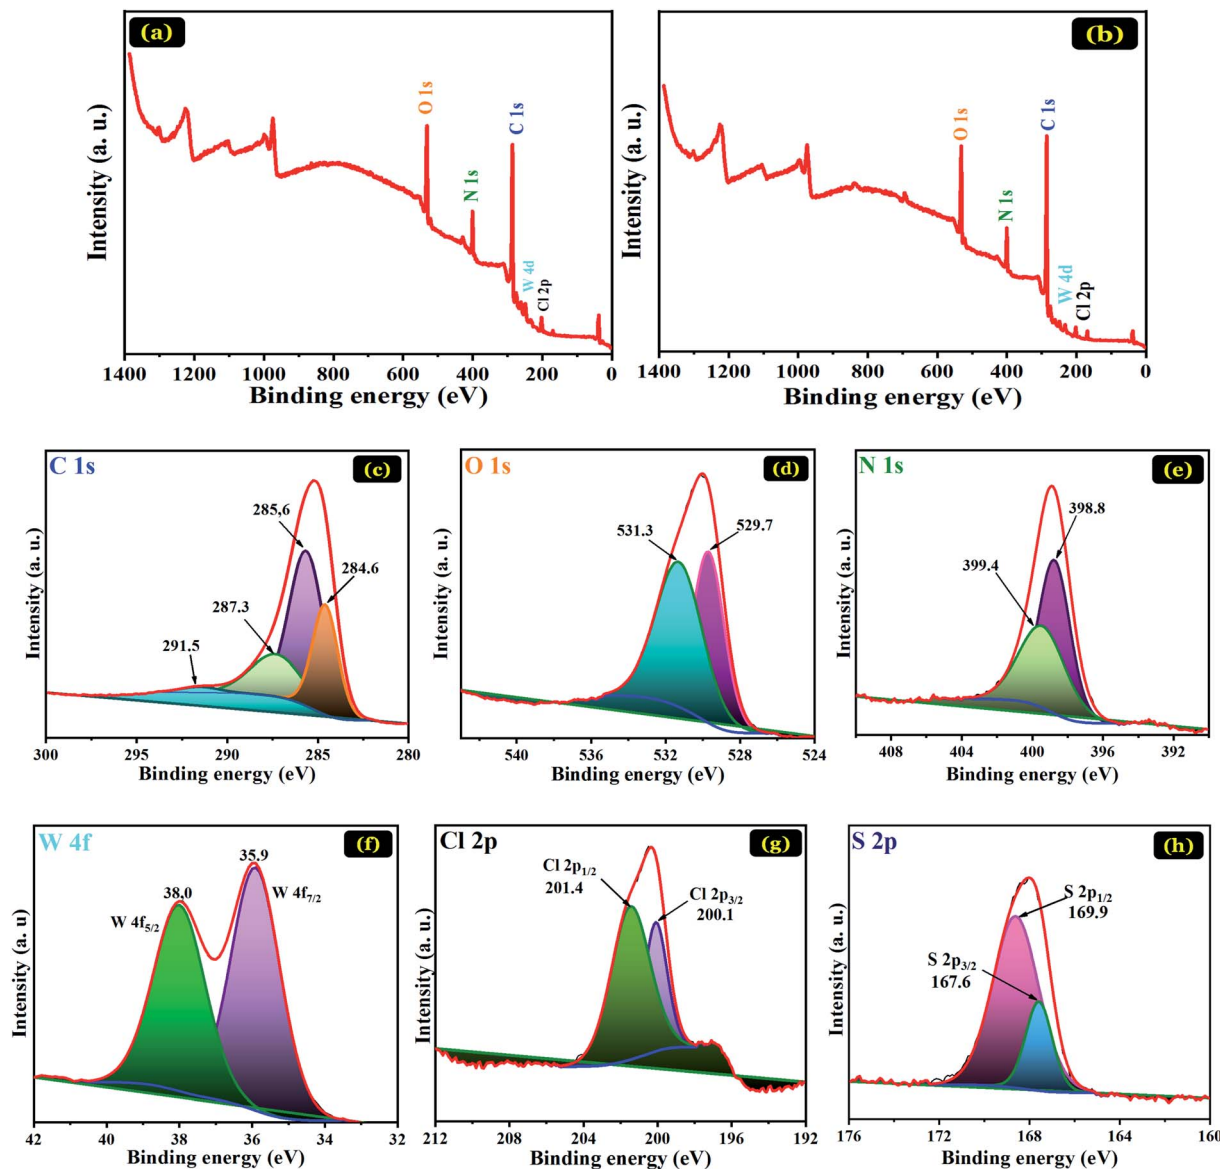 (a)
O 1s
C 1s
N 1s
W 4d
Cl 2p
Intensity (a. u.)
1400 1200 1000 800 600 400 200 0
Binding energy (eV)
(b)
O 1s
C 1s
N 1s
W 4d
Cl 2p
Intensity (a. u.)
1400 1200 1000 800 600 400 200 0
Binding energy (eV)
C 1s
(c)
285,6
284.6
287.3
291.5
Intensity (a. u.)
300 295 290 285 280
Binding energy (eV)
O 1s
(d)
531.3
529.7
Intensity (a. u.)
540 536 532 528 524
Binding energy (eV)
N 1s
(e)
398.8
399.4
Intensity (a. u.)
408 404 400 396 392
Binding energy (eV)
W 4f
(f)
35.9
38.0
W 4f7/2
W 4f5/2
Intensity (a. u.)
42 40 38 36 34 32
Binding energy (eV)
Cl 2p
(g)
Cl 2p1/2
201.4
Cl 2p3/2
200.1
Intensity (a. u.)
212 208 204 200 196 192
Binding energy (eV)
S 2p
(h)
S 2p1/2
169.9
S 2p3/2
167.6
Intensity (a. u)
176 172 168 164 160
Binding energy (eV)